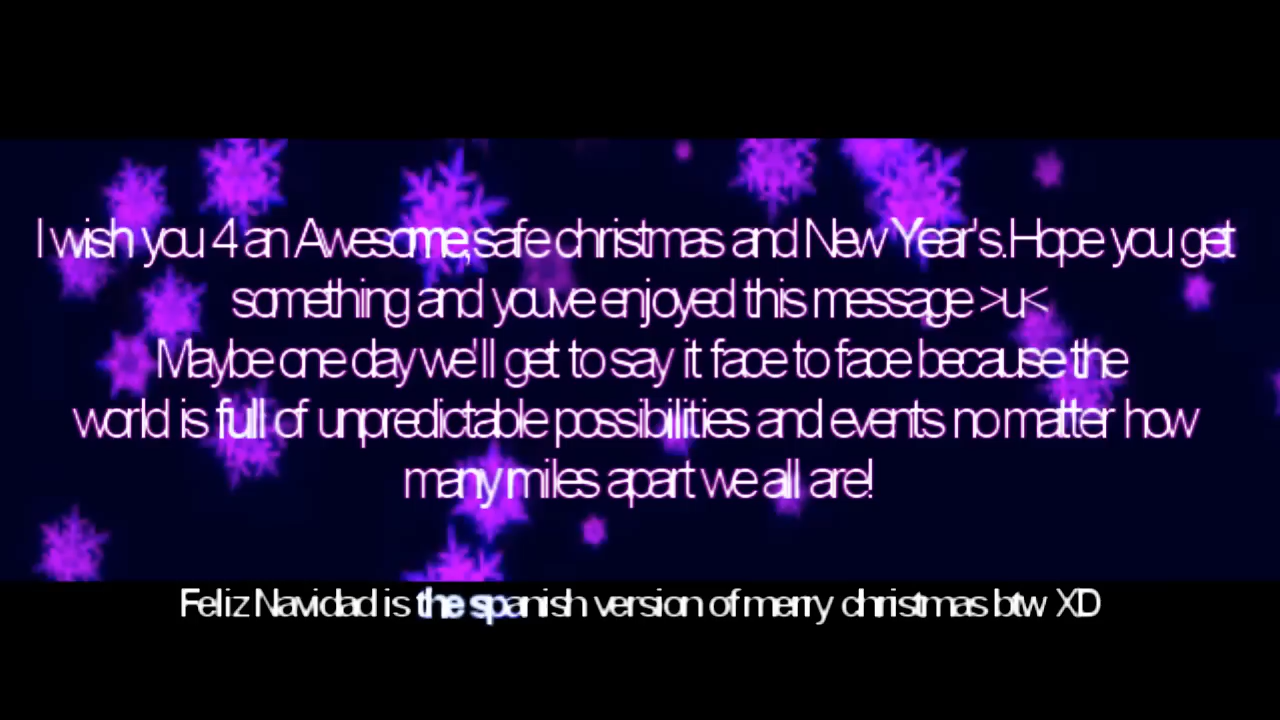 I wish you 4 an Awesome,safe christmas and New Year's.Hope you get
something and youve enjoyed this message >u<
Maybe one day we'll get to say it face to face because the
world is full of unpredictable possibilities and events no matter how
many miles apart we all are!
Feliz Navidad is the spanish version of merry christmas btw XD